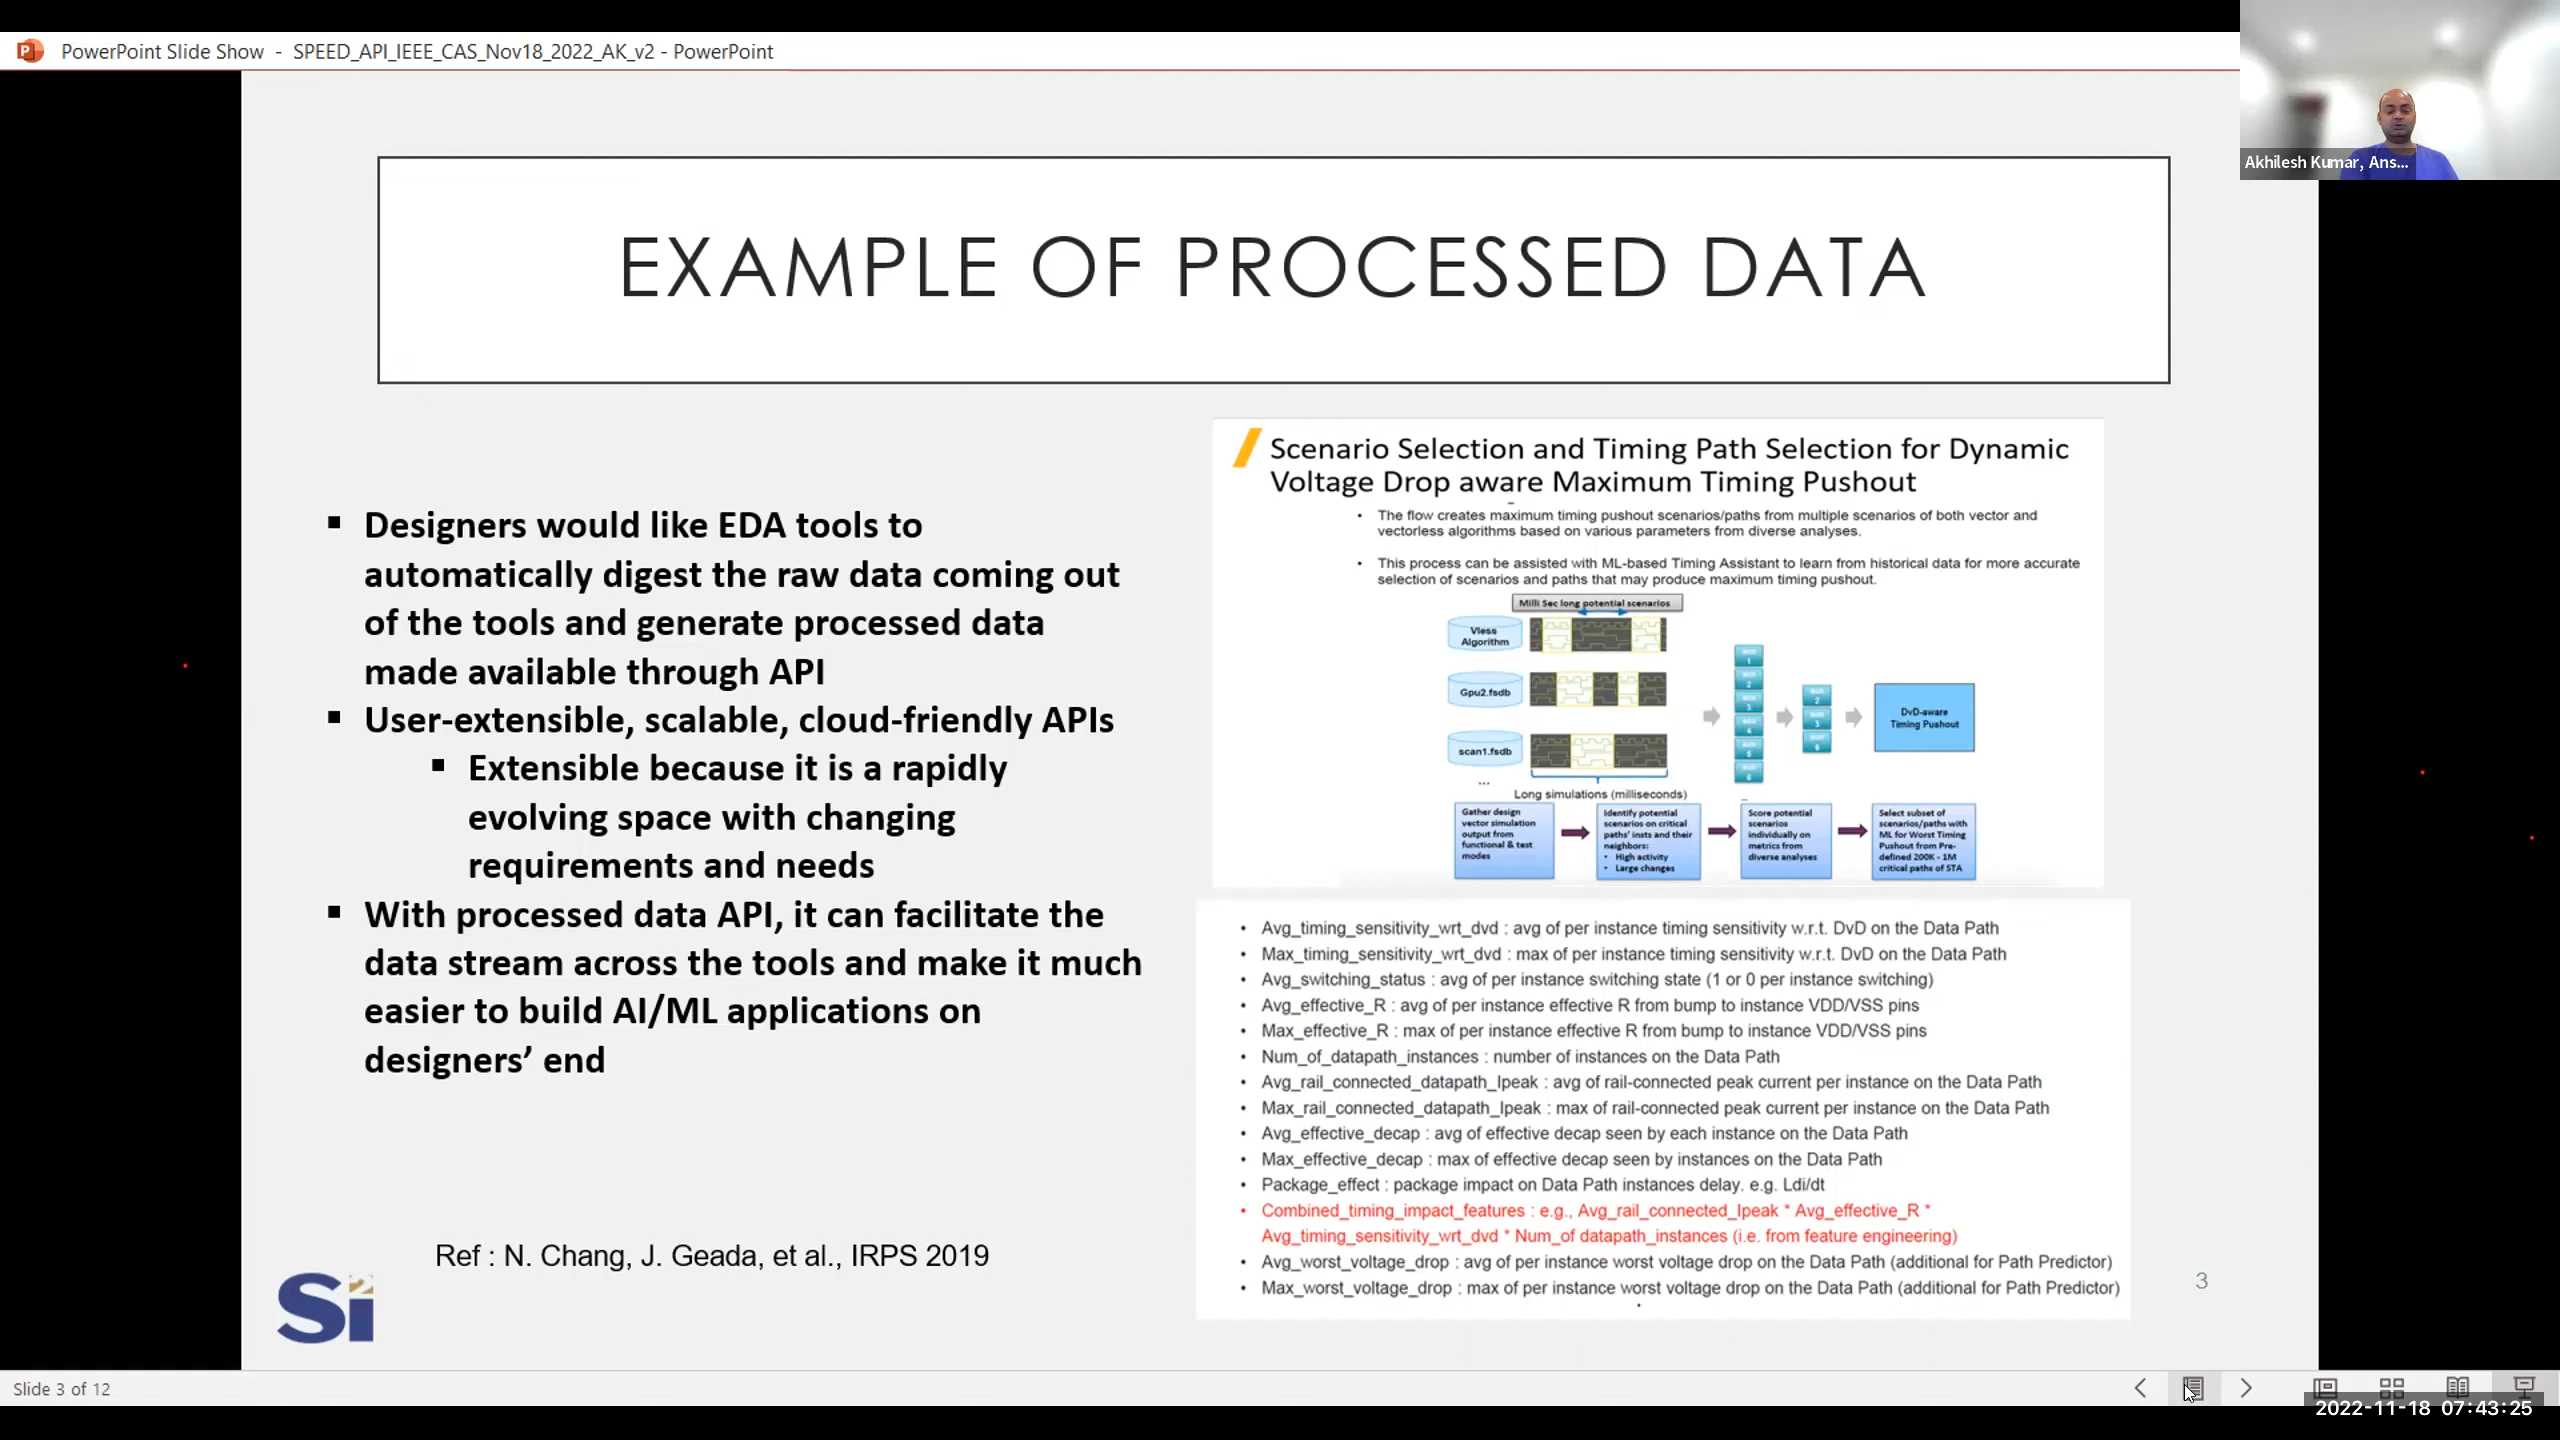 PowerPoint Slide Show - SPEED_API_IEEE_CAS_Nov18_2022_AK_v2 - PowerPoint
Akhilesh Kumar, Ans...
EXAMPLE OF PROCESSED DATA
▪ Designers would like EDA tools to
automatically digest the raw data coming out
of the tools and generate processed data
made available through API
▪ User-extensible, scalable, cloud-friendly APIs
▪ Extensible because it is a rapidly
evolving space with changing
requirements and needs
▪ With processed data API, it can facilitate the
data stream across the tools and make it much
easier to build AI/ML applications on
designers’ end
Ref : N. Chang, J. Geada, et al., IRPS 2019
Si2
Scenario Selection and Timing Path Selection for Dynamic
Voltage Drop aware Maximum Timing Pushout
• The flow creates maximum timing pushout scenarios/paths from multiple scenarios of both vector and
vectorless algorithms based on various parameters from diverse analyses.
• This process can be assisted with ML-based Timing Assistant to learn from historical data for more accurate
selection of scenarios and paths that may produce maximum timing pushout.
Milli Sec long potential scenarios
Vless
Algorithm
Gpu2.fsdb
scan1.fsdb
...
Long simulations (milliseconds)
1
2
3
4
5
6
2
3
6
DvD-aware
Timing Pushout
Gather design
vector simulation
output from
functional & test
modes
Identify potential
scenarios on critical
paths' insts and their
neighbors:
• High activity
• Large changes
Score potential
scenarios
individually on
metrics from
diverse analyses
Select subset of
scenarios/paths with
ML for Worst Timing
Pushout from Pre-
defined 200K - 1M
critical paths of STA
• Avg_timing_sensitivity_wrt_dvd : avg of per instance timing sensitivity w.r.t. DvD on the Data Path
• Max_timing_sensitivity_wrt_dvd : max of per instance timing sensitivity w.r.t. DvD on the Data Path
• Avg_switching_status : avg of per instance switching state (1 or 0 per instance switching)
• Avg_effective_R : avg of per instance effective R from bump to instance VDD/VSS pins
• Max_effective_R : max of per instance effective R from bump to instance VDD/VSS pins
• Num_of_datapath_instances : number of instances on the Data Path
• Avg_rail_connected_datapath_Ipeak : avg of rail-connected peak current per instance on the Data Path
• Max_rail_connected_datapath_Ipeak : max of rail-connected peak current per instance on the Data Path
• Avg_effective_decap : avg of effective decap seen by each instance on the Data Path
• Max_effective_decap : max of effective decap seen by instances on the Data Path
• Package_effect : package impact on Data Path instances delay. e.g. Ldi/dt
• Combined_timing_impact_features : e.g., Avg_rail_connected_Ipeak * Avg_effective_R *
Avg_timing_sensitivity_wrt_dvd * Num_of datapath_instances (i.e. from feature engineering)
• Avg_worst_voltage_drop : avg of per instance worst voltage drop on the Data Path (additional for Path Predictor)
• Max_worst_voltage_drop : max of per instance worst voltage drop on the Data Path (additional for Path Predictor)
3
Slide 3 of 12
2022-11-18 07:43:25